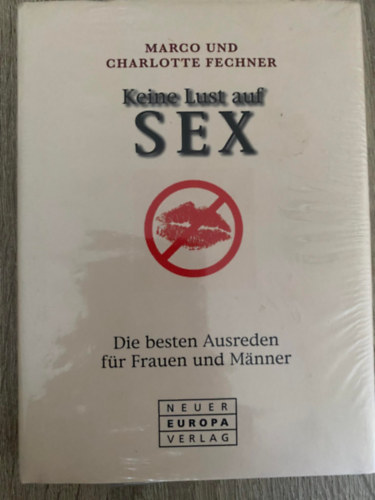 MARCO UND
CHARLOTTE FECHNER
Keine Lust auf
SEX
Die besten Ausreden
für Frauen und Männer
NEUER
EUROPA
VERLAG